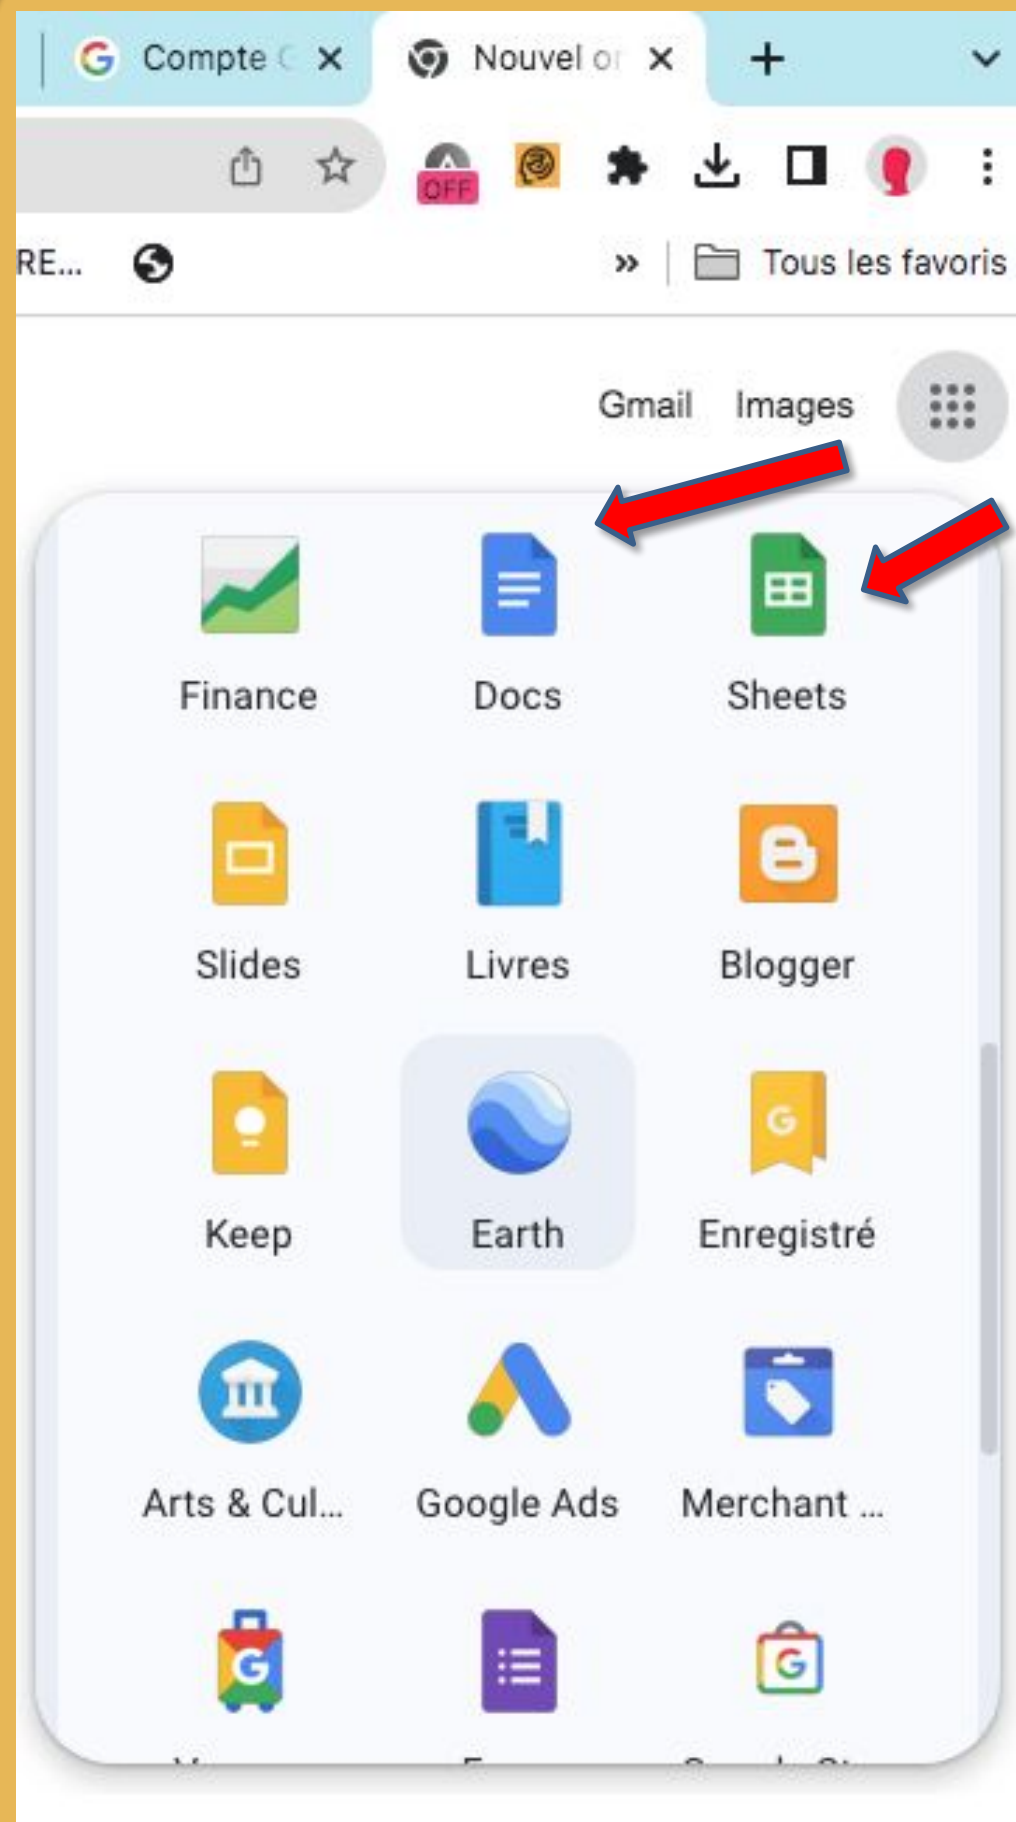 Compte
Nouvel
OFF
RE...
»
Tous les favoris
Gmail Images
Finance Docs Sheets
Slides Livres Blogger
G
Keep Earth Enregistré
Arts & Cul... Google Ads Merchant ...
G G